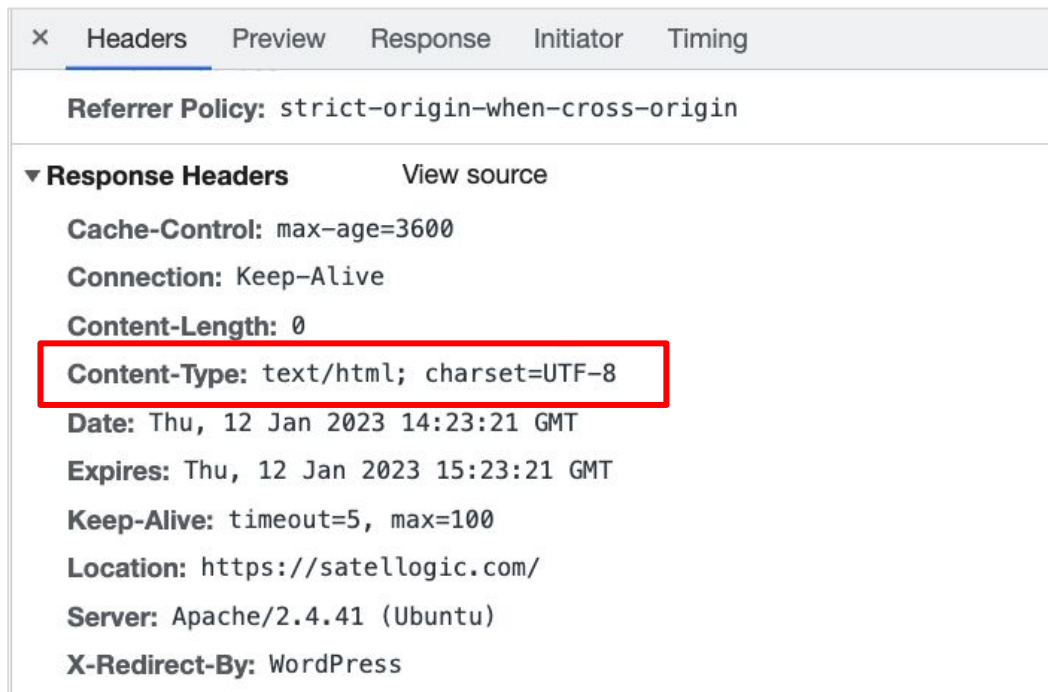 × Headers Preview Response Initiator Timing
Referrer Policy: strict-origin-when-cross-origin
▼ Response Headers View source
Cache-Control: max-age=3600
Connection: Keep-Alive
Content-Length: 0
Content-Type: text/html; charset=UTF-8
Date: Thu, 12 Jan 2023 14:23:21 GMT
Expires: Thu, 12 Jan 2023 15:23:21 GMT
Keep-Alive: timeout=5, max=100
Location: https://satellogic.com/
Server: Apache/2.4.41 (Ubuntu)
X-Redirect-By: WordPress